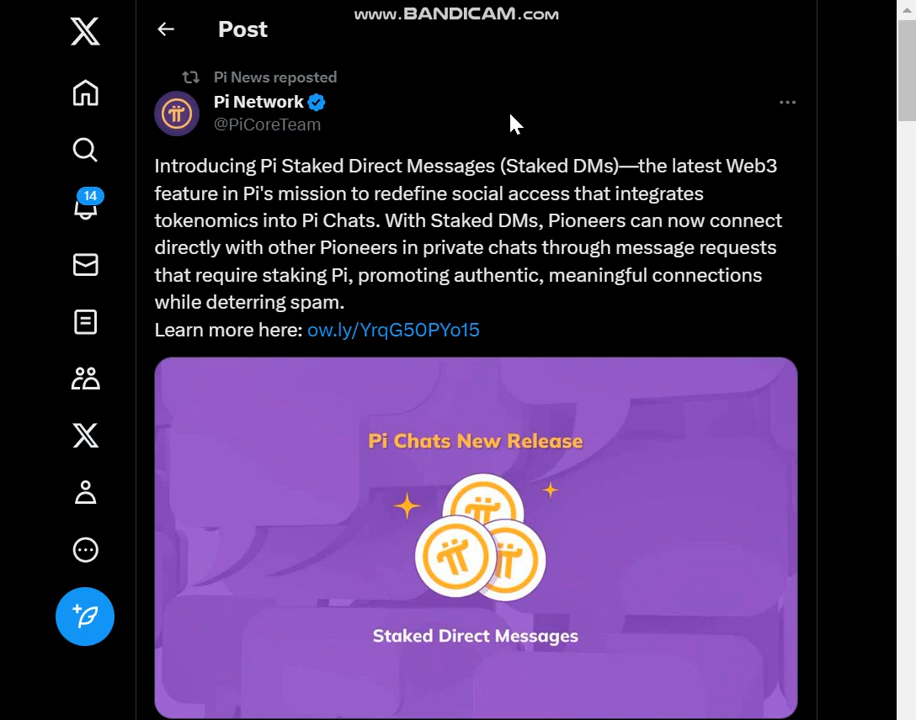 www.BANDICAM.com
Post
Pi News reposted
Pi Network
@PiCoreTeam
Introducing Pi Staked Direct Messages (Staked DMs)—the latest Web3
feature in Pi's mission to redefine social access that integrates
tokenomics into Pi Chats. With Staked DMs, Pioneers can now connect
directly with other Pioneers in private chats through message requests
that require staking Pi, promoting authentic, meaningful connections
while deterring spam.
Learn more here: ow.ly/YrqG50PYo15
14
Pi Chats New Release
Staked Direct Messages